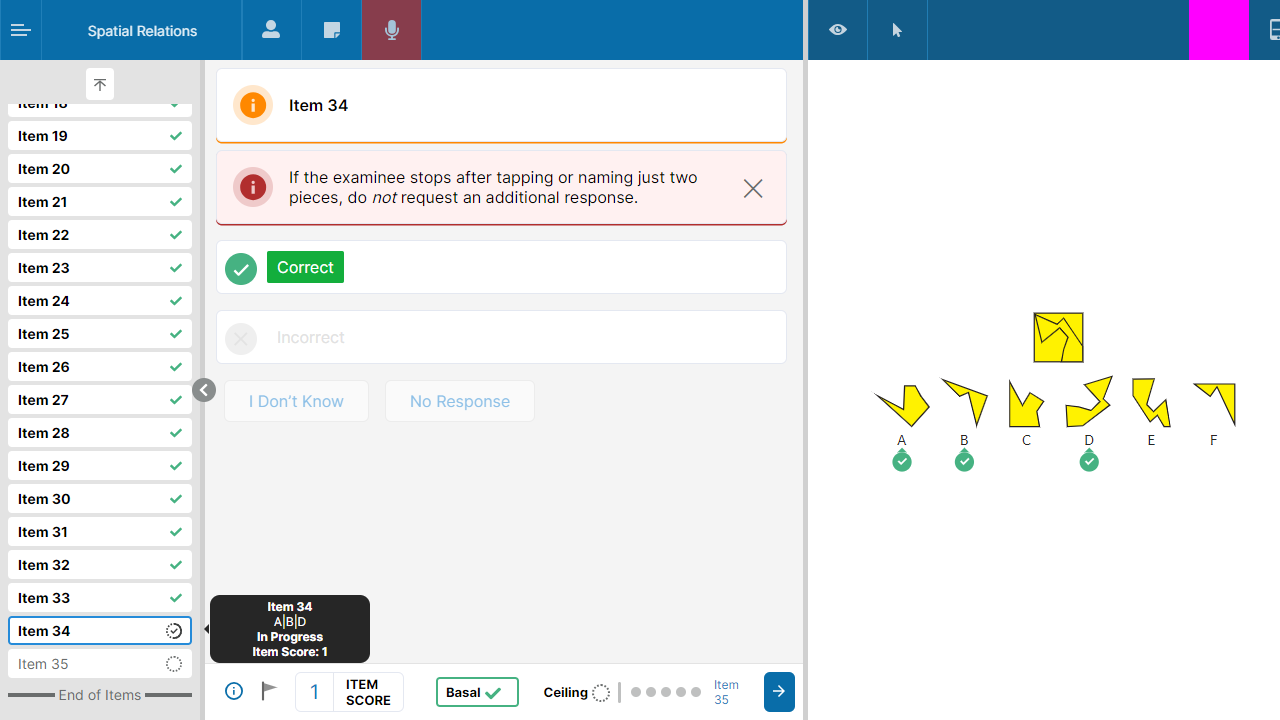 Spatial Relations
Item 18
Item 19
Item 20
Item 21
Item 22
Item 23
Item 24
Item 25
Item 26
Item 27
Item 28
Item 29
Item 30
Item 31
Item 32
Item 33
Item 34
Item 35
End of Items
Item 34
If the examinee stops after tapping or naming just two
pieces, do not request an additional response.
Correct
Incorrect
I Don't Know
No Response
Item 34
A|B|D
In Progress
Item Score: 1
1
ITEM
SCORE
Basal
Ceiling
Item
35
A B C D E F